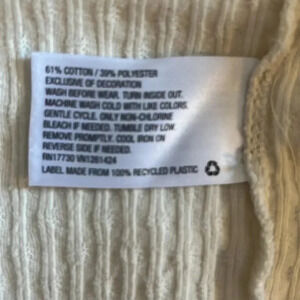 61% COTTON / 39% POLYESTER
EXCLUSIVE OF DECORATION
WASH BEFORE WEAR. TURN INSIDE OUT.
MACHINE WASH COLD WITH LIKE COLORS.
GENTLE CYCLE. ONLY NON-CHLORINE
BLEACH IF NEEDED. TUMBLE DRY LOW.
REMOVE PROMPTLY. COOL IRON ON
REVERSE SIDE IF NEEDED.
RN17730 VN1261424
LABEL MADE FROM 100% RECYCLED PLASTIC